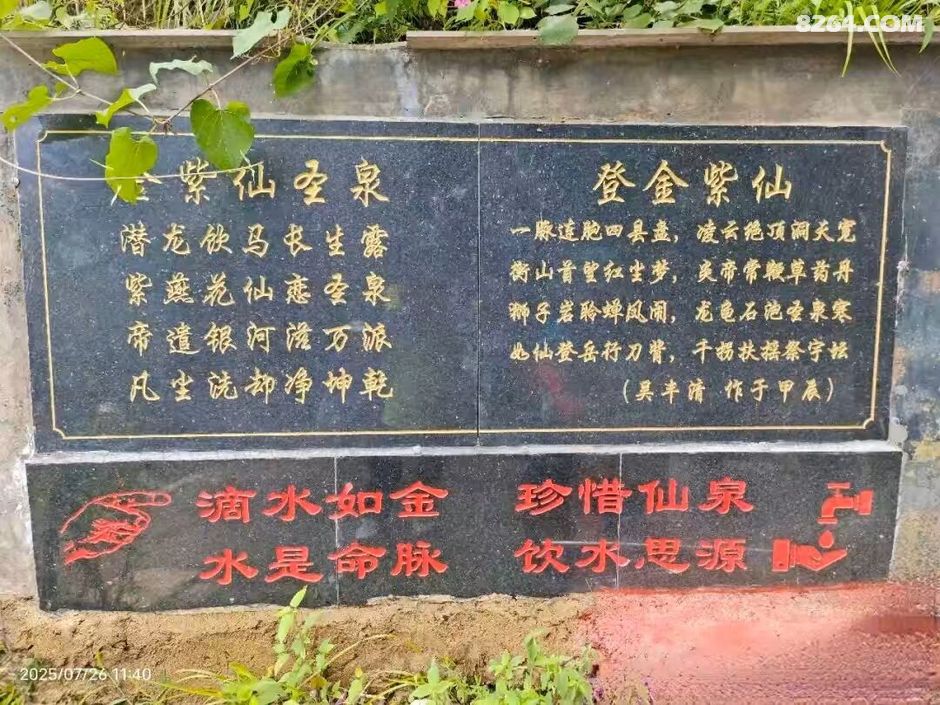 8264.COM
紫仙圣泉
潜龙饮马长生露
紫燕花仙恋圣泉
帝遣银河落万派
凡尘洗却净坤乾
登金紫仙
一脉连胞四县盘，凌云绝顶洞天宽
衡山首望红尘梦，炎帝常鞭草药丹
狮子岩聆蝉凤闹，龙龟石池圣泉寒
如仙登岳行刀背，千拐扶摇祭宇坛
（吴丰清 作于甲辰）
滴水如金 珍惜仙泉
水是命脉 饮水思源
2025/07/26 11:40